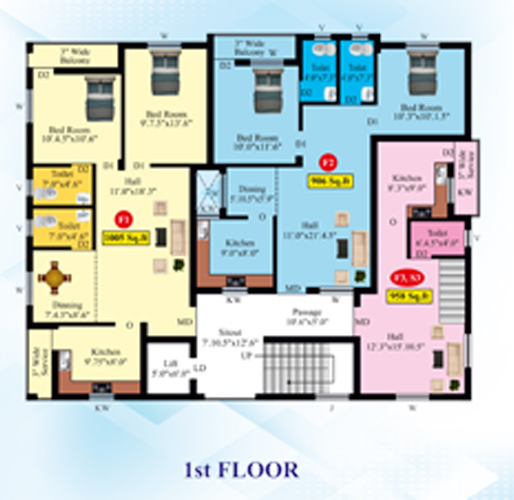 W
V
V
W
3" Wide
Balcony
D2
Bed Room
10'.4.5"x10'.6"
Bed Room
9'.7.5"x13'.6"
3" Wide
Balcony
D2
W
Bed Room
10'.0"x11'.6"
Toilet
4'.0"x7'.3"
D2
Toilet
4'.0"x7'.3"
D2
Bed Room
10'.3"x10'.1.5"
D1
W
V
V
W
Toilet
7'.0"x4'.6"
D2
Toilet
7'.0"x4'.6"
D2
D1
D1
Hall
11'.0"x18'.3"
F1
1005 Sq.ft
Dinning
7'.4.5"x8'.6"
O
MD
Kitchen
9'.75"x8'.0"
3" Wide
Service
KW
D1
F2
906 Sq.ft
Dinning
5'.10.5"x5'.9"
O
Hall
11'.0"x21'.4.5"
Kitchen
9'.0"x8'.0"
KW
MD
W
Kitchen
8'.3"x9'.0"
D2
3" Wide
Service
KW
O
Toilet
6'.4.5"x4'.0"
D2
V
F3, S3
958 Sq.ft
MD
Hall
12'.3"x15'.10.5"
W
W
Passage
10'.6"x5'.0"
Sitout
7'.10.5"x12'.6"
UP
Lift
5'.0"x6'.0"
LD
J
1st FLOOR